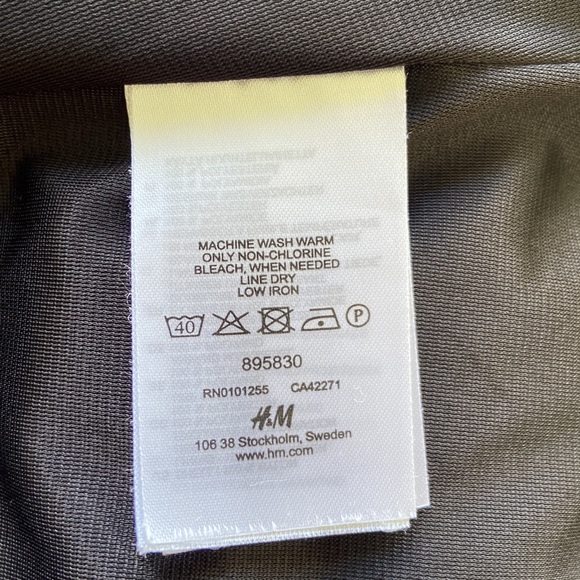 MACHINE WASH WARM
ONLY NON-CHLORINE
BLEACH, WHEN NEEDED
LINE DRY
LOW IRON
40 P
895830
RN0101255 CA42271
H&M
106 38 Stockholm, Sweden
www.hm.com